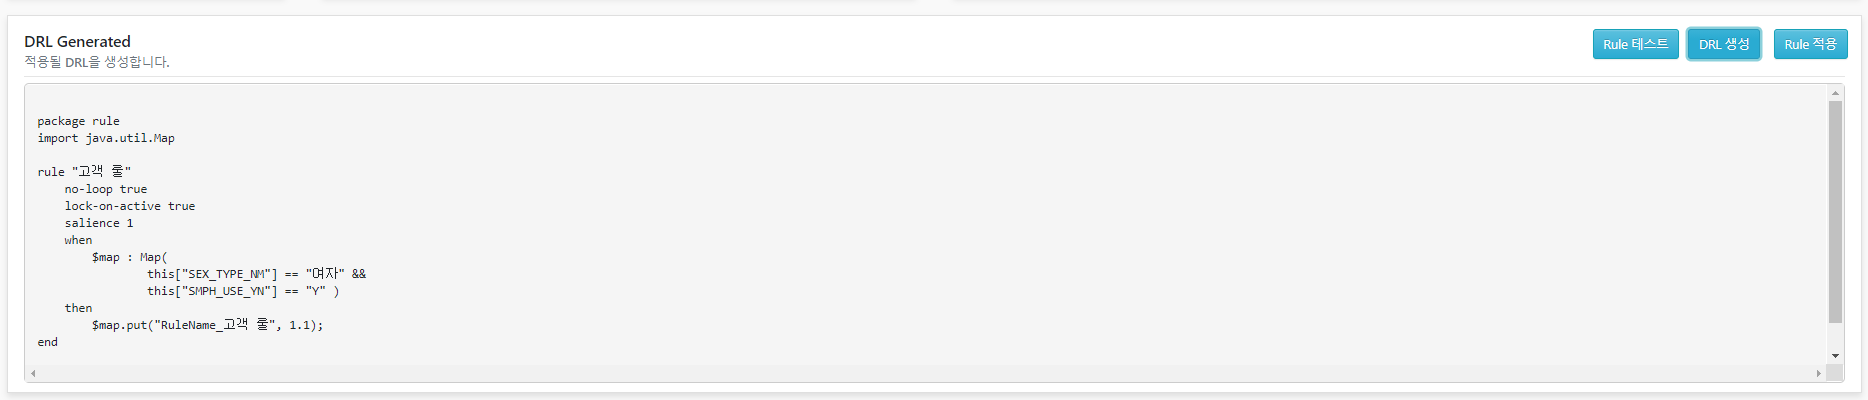 DRL Generated
적용될 DRL을 생성합니다.
Rule 테스트
DRL 생성
Rule 적용
package rule
import java.util.Map
rule "고객 룰"
    no-loop true
    lock-on-active true
    salience 1
    when
        $map : Map(
                this["SEX_TYPE_NM"] == "여자" &&
                this["SMPH_USE_YN"] == "Y" )
    then
        $map.put("RuleName_고객 룰", 1.1);
end